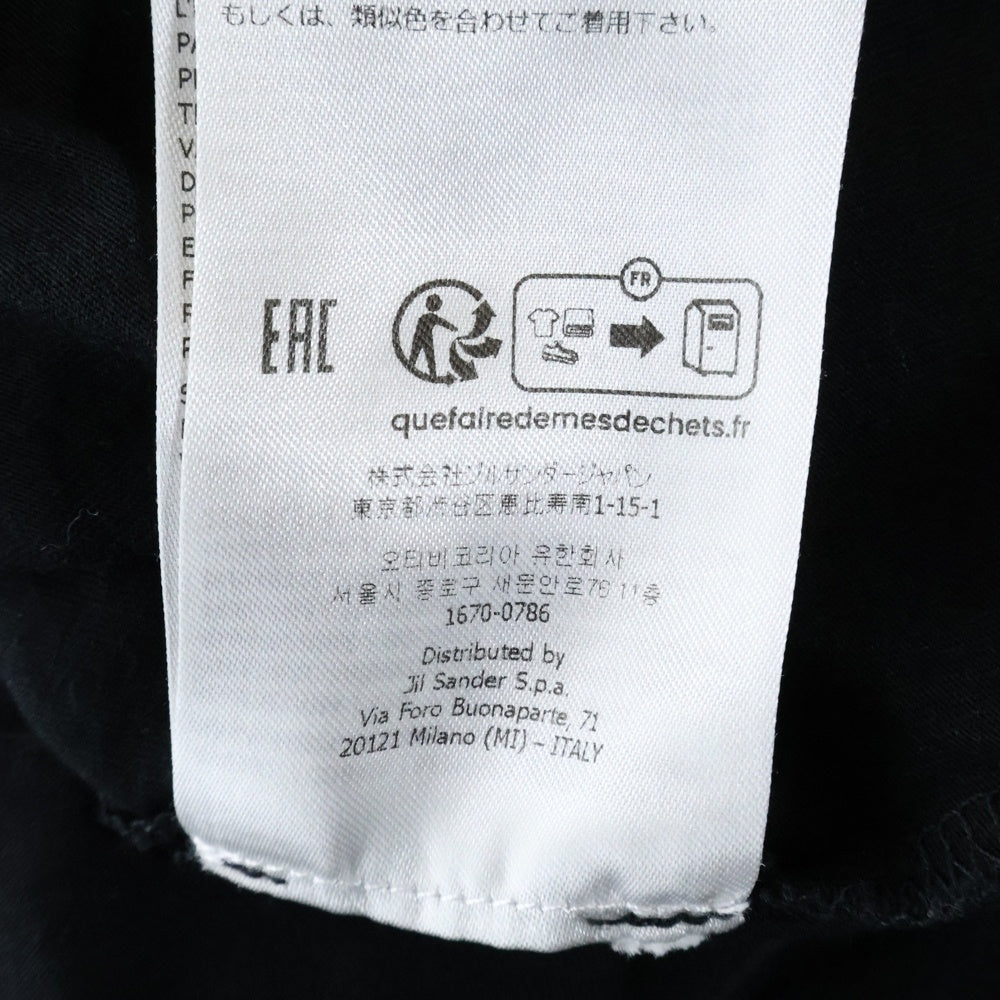 もしくは、類似色を合わせてご着用下さい。
EAC
FR
quefairedemesdechets.fr
株式会社ジルサンダージャパン
東京都渋谷区恵比寿南1-15-1
오티비코리아 유한회사
서울시 종로구 새문안로76 11층
1670-0786
Distributed by
Jil Sander S.p.a.
Via Foro Buonaparte, 71
20121 Milano (MI) – ITALY